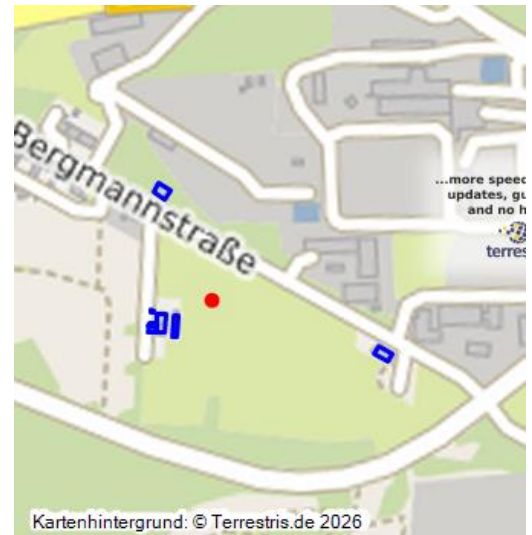 Bergmannstraße
...more speed
updates, gu
and no h
terres
Kartenhintergrund: © Terrestris.de 2026